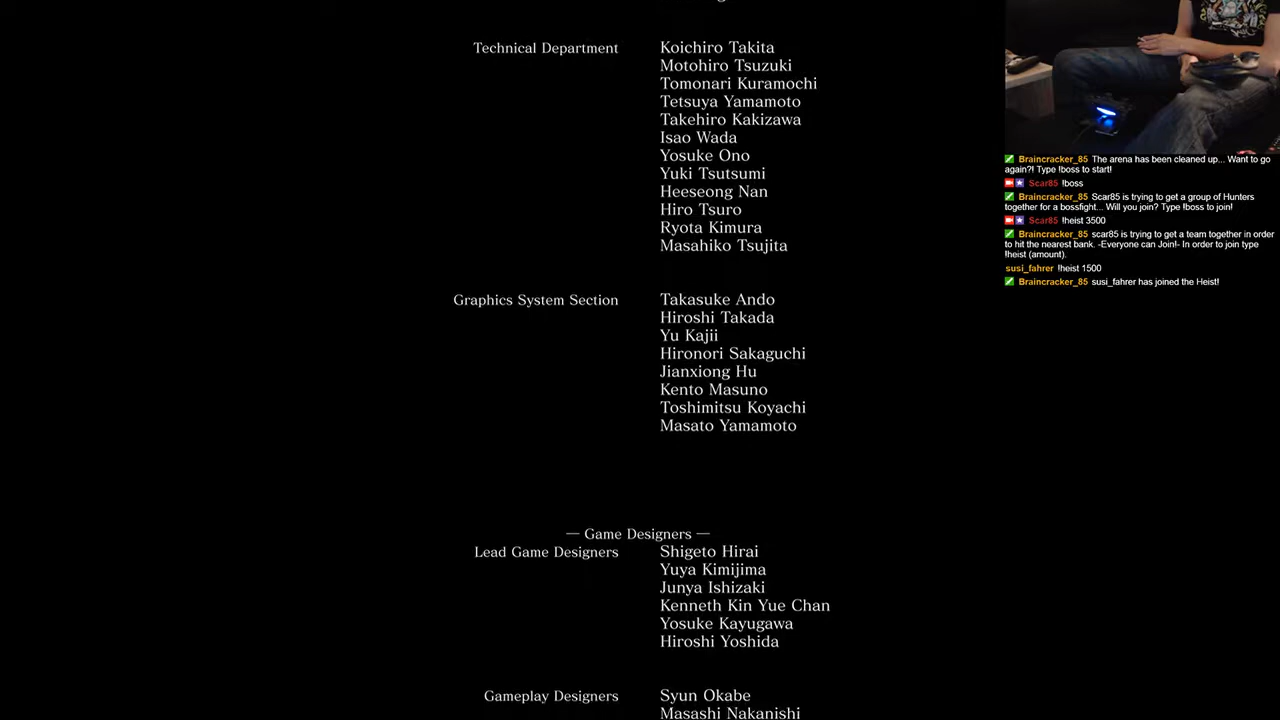 Technical Department Koichiro Takita
Motohiro Tsuzuki
Tomonari Kuramochi
Tetsuya Yamamoto
Takehiro Kakizawa
Isao Wada
Yosuke Ono
Yuki Tsutsumi
Heeseong Nan
Hiro Tsuro
Ryota Kimura
Masahiko Tsujita
Graphics System Section Takasuke Ando
Hiroshi Takada
Yu Kajii
Hironori Sakaguchi
Jianxiong Hu
Kento Masuno
Toshimitsu Koyachi
Masato Yamamoto
— Game Designers —
Lead Game Designers Shigeto Hirai
Yuya Kimijima
Junya Ishizaki
Kenneth Kin Yue Chan
Yosuke Kayugawa
Hiroshi Yoshida
Gameplay Designers Syun Okabe
Masashi Nakanishi
Braincracker_85 The arena has been cleaned up... Want to go
again?! Type !boss to start!
Scar85 !boss
Braincracker_85 Scar85 is trying to get a group of Hunters
together for a bossfight... Will you join? Type !boss to join!
Scar85 !heist 3500
Braincracker_85 scar85 is trying to get a team together in order
to hit the nearest bank. -Everyone can Join!- In order to join type
!heist (amount).
susi_fahrer !heist 1500
Braincracker_85 susi_fahrer has joined the Heist!